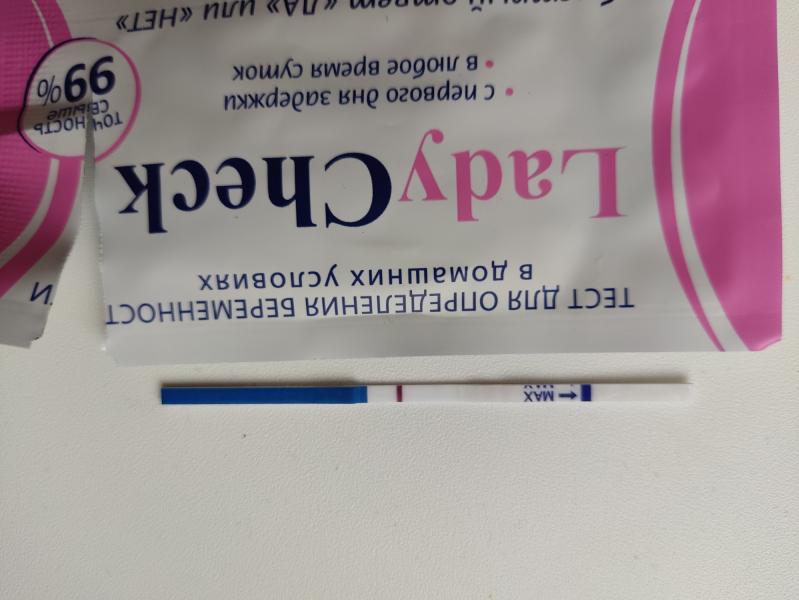 MAX
ТЕСТ ДЛЯ ОПРЕДЕЛЕНИЯ БЕРЕМЕННОСТ
И
в домашних условиях
LadyCheck
• с первого дня задержки
• в любое время суток
ТОЧНОСТЬ
свыше
99%
ответ «ДА» или «НЕТ»